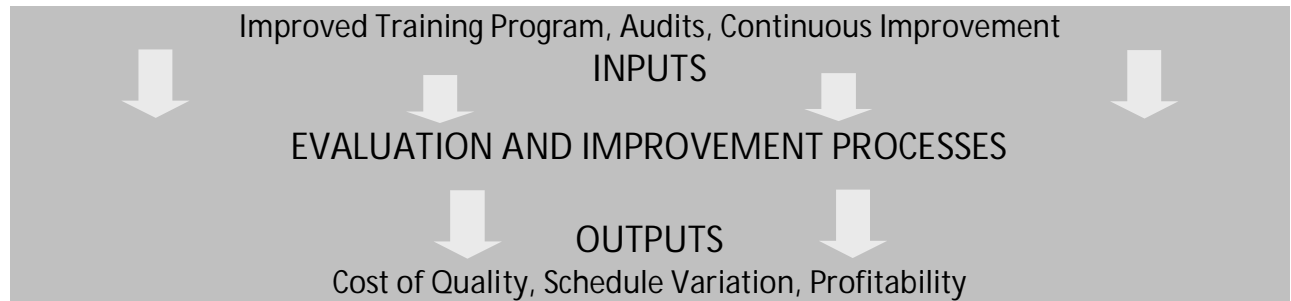 Improved Training Program, Audits, Continuous Improvement
INPUTS
EVALUATION AND IMPROVEMENT PROCESSES
OUTPUTS
Cost of Quality, Schedule Variation, Profitability